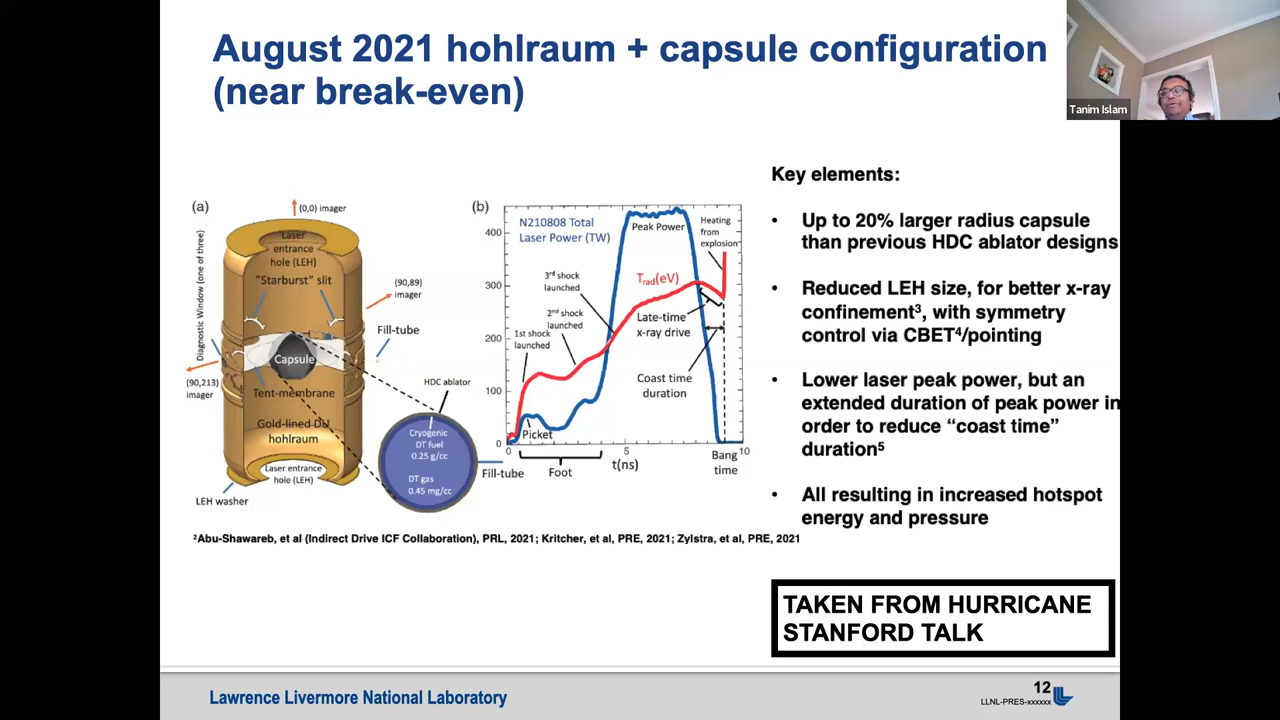 August 2021 hohlraum + capsule configuration
(near break-even)
Tanim Islam
(a)
(0,0) imager
Laser
entrance
hole (LEH)
"Starburst" slit
Diagnostic Window (one of three)
(90,89)
imager
Fill-tube
Capsule
(90,213)
imager
Tent-membrane
Gold-lined DU
hohlraum
Laser entrance
hole (LEH)
LEH washer
HDC ablator
Cryogenic
DT fuel
0.25 g/cc
DT gas
0.45 mg/cc
Fill-tube
(b)
N210808 Total
Laser Power (TW)
Peak Power
Heating
from
explosion
400
300
200
100
0
3rd shock
launched
Trad(eV)
2nd shock
launched
Late-time
x-ray drive
1st shock
launched
Coast time
duration
Picket
0
5
10
Foot
t(ns)
Bang
time
²Abu-Shawareb, et al (Indirect Drive ICF Collaboration), PRL, 2021; Kritcher, et al, PRE, 2021; Zylstra, et al, PRE, 2021
Key elements:
• Up to 20% larger radius capsule
than previous HDC ablator designs
• Reduced LEH size, for better x-ray
confinement³, with symmetry
control via CBET⁴/pointing
• Lower laser peak power, but an
extended duration of peak power in
order to reduce “coast time”
duration⁵
• All resulting in increased hotspot
energy and pressure
TAKEN FROM HURRICANE
STANFORD TALK
Lawrence Livermore National Laboratory
12
LLNL-PRES-xxxxxx